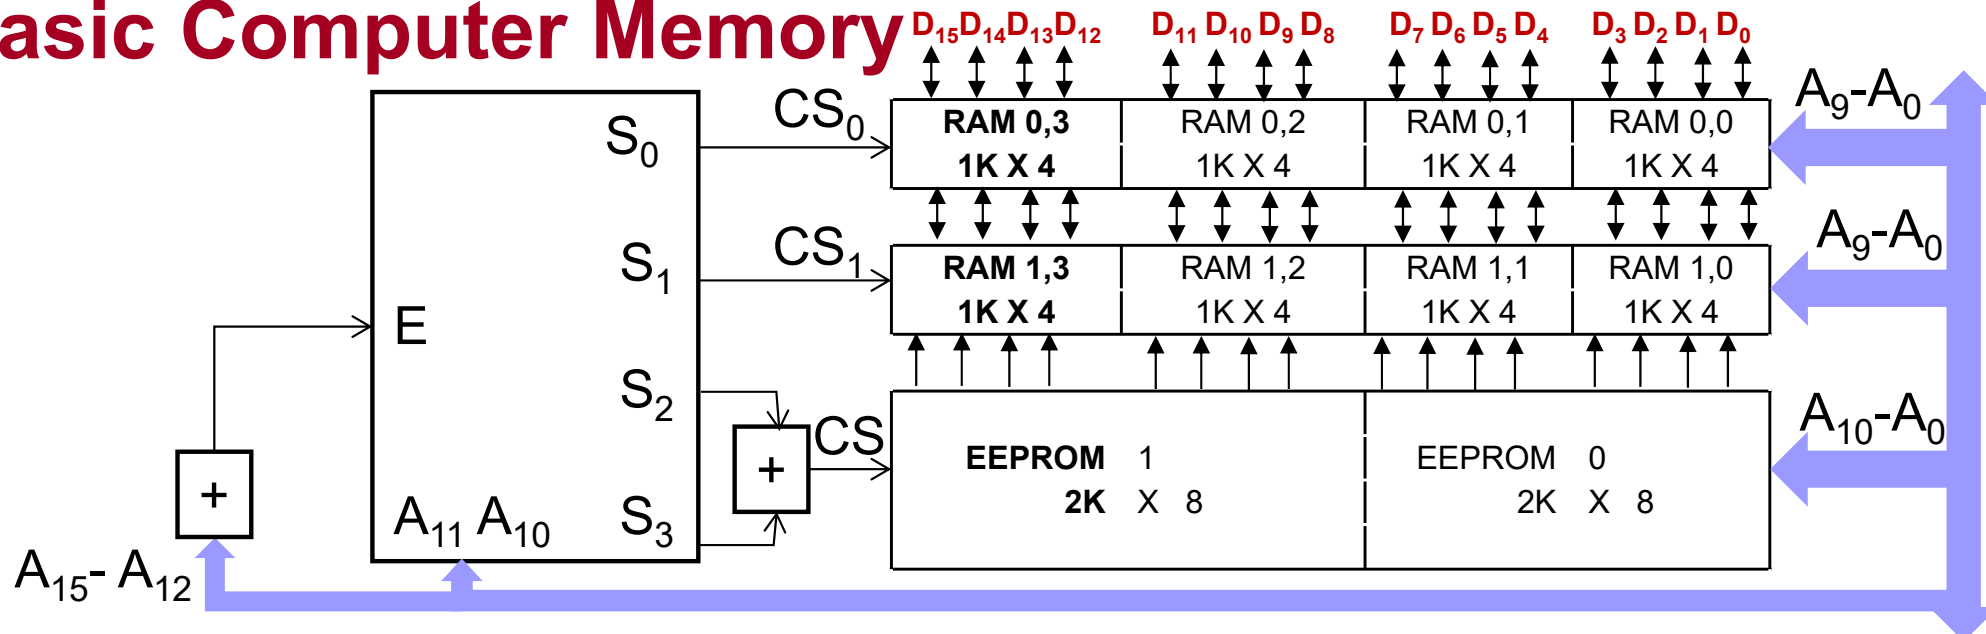 asic Computer Memory
D₁₅D₁₄D₁₃D₁₂ D₁₁ D₁₀ D₉ D₈ D₇ D₆ D₅ D₄ D₃ D₂ D₁ D₀
S₀
CS₀
RAM 0,3 RAM 0,2 RAM 0,1 RAM 0,0
1K X 4 1K X 4 1K X 4 1K X 4
A₉-A₀
S₁
CS₁
RAM 1,3 RAM 1,2 RAM 1,1 RAM 1,0
1K X 4 1K X 4 1K X 4 1K X 4
A₉-A₀
E
S₂
+
CS
EEPROM 1 EEPROM 0
2K X 8 2K X 8
A₁₀-A₀
+
A₁₁ A₁₀
S₃
A₁₅- A₁₂